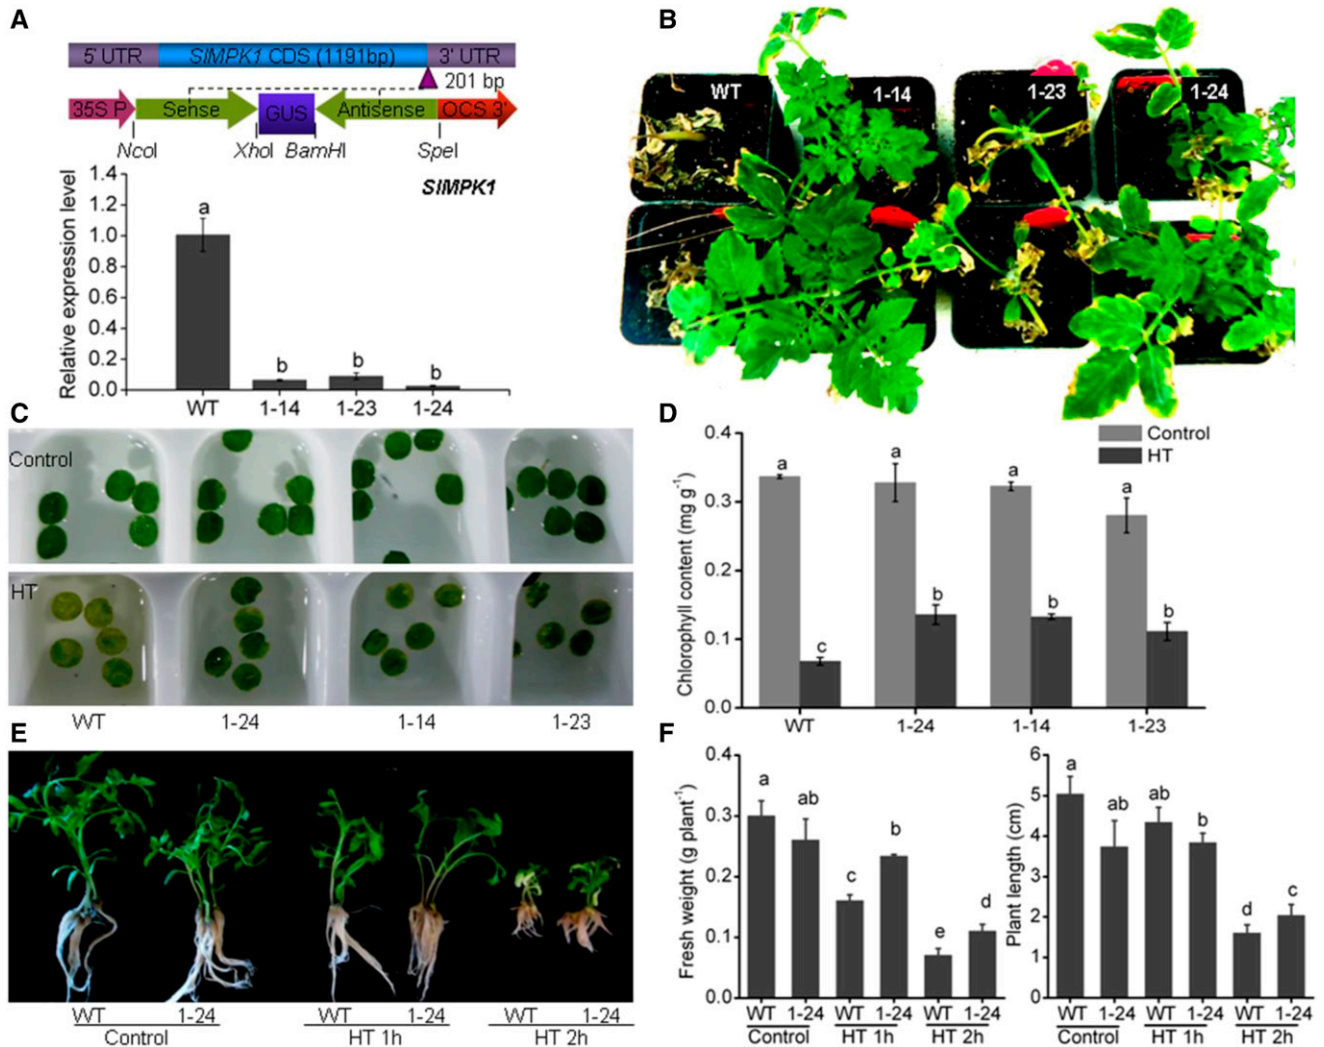 A
5' UTR SlMPK1 CDS (1191bp) 3' UTR
201 bp
35S P Sense GUS Antisense OCS 3'
NcoI XhoI BamHI SpeI
SlMPK1
Relative expression level
1.4
1.2
1.0
0.8
0.6
0.4
0.2
0.0
a b b b
WT 1-14 1-23 1-24
B
WT 1-14 1-23 1-24
C
Control
HT
WT 1-24 1-14 1-23
D
Control
HT
Chlorophyll content (mg g-1)
0.4
0.3
0.2
0.1
0.0
a c a b a b a b
WT 1-24 1-14 1-23
E
WT 1-24 WT 1-24 WT 1-24
Control HT 1h HT 2h
F
Fresh weight (g plant-1)
0.4
0.3
0.2
0.1
0.0
a ab c b e d
WT 1-24 WT 1-24 WT 1-24
Control HT 1h HT 2h
Plant length (cm)
6
5
4
3
2
1
0
a ab ab b d c
WT 1-24 WT 1-24 WT 1-24
Control HT 1h HT 2h